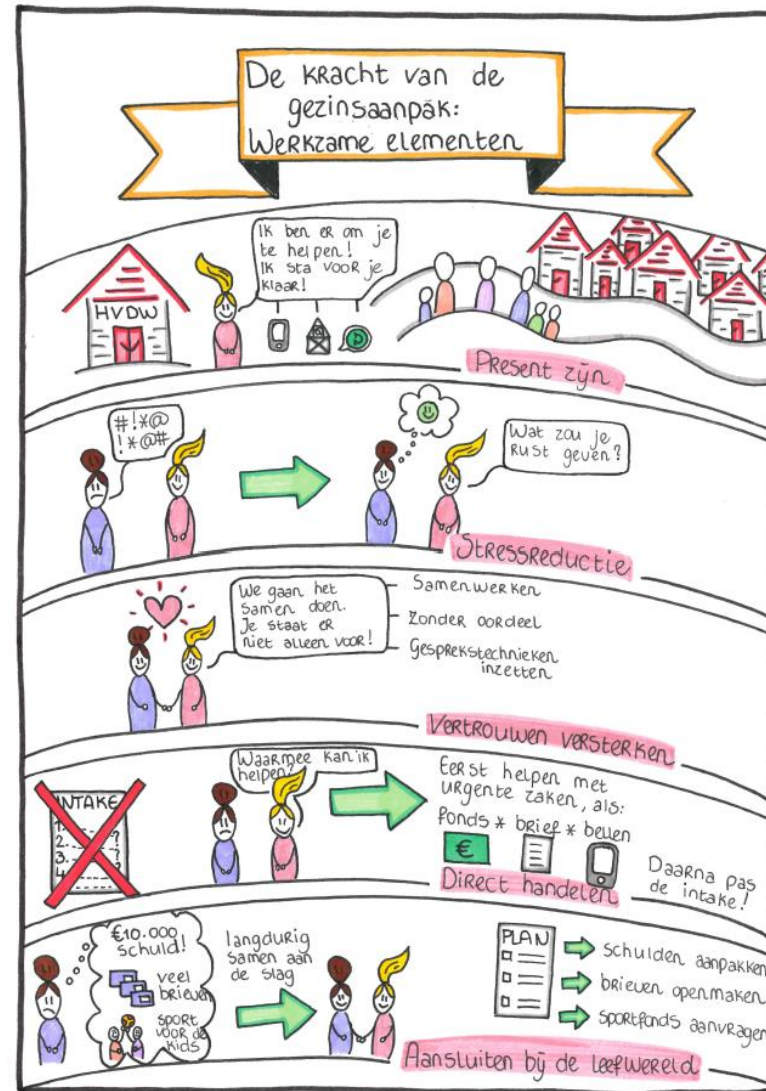 De kracht van de
gezinsaanpak:
Werkzame elementen
Ik ben er om je
te helpen!
Ik sta voor je
klaar!
HVDW
Present zijn
#!*@
!*@#
Wat zou je
rust geven?
Stressreductie
We gaan het
samen doen.
Je staat er
niet alleen voor!
Samenwerken
Zonder oordeel
Gesprekstechnieken
inzetten
Vertrouwen versterken
INTAKE
1. ?
2. ?
3. ?
4.
Waarmee kan ik
helpen?
Eerst helpen met
urgente zaken, als:
fonds * brief * bellen
€
Daarna pas
de intake!
Direct handelen
€10.000
schuld!
veel
brieven
sport
voor de
kids
langdurig
samen aan
de slag
PLAN
schulden aanpakken
brieven openmaken
sportfonds aanvragen
Aansluiten bij de leefwereld